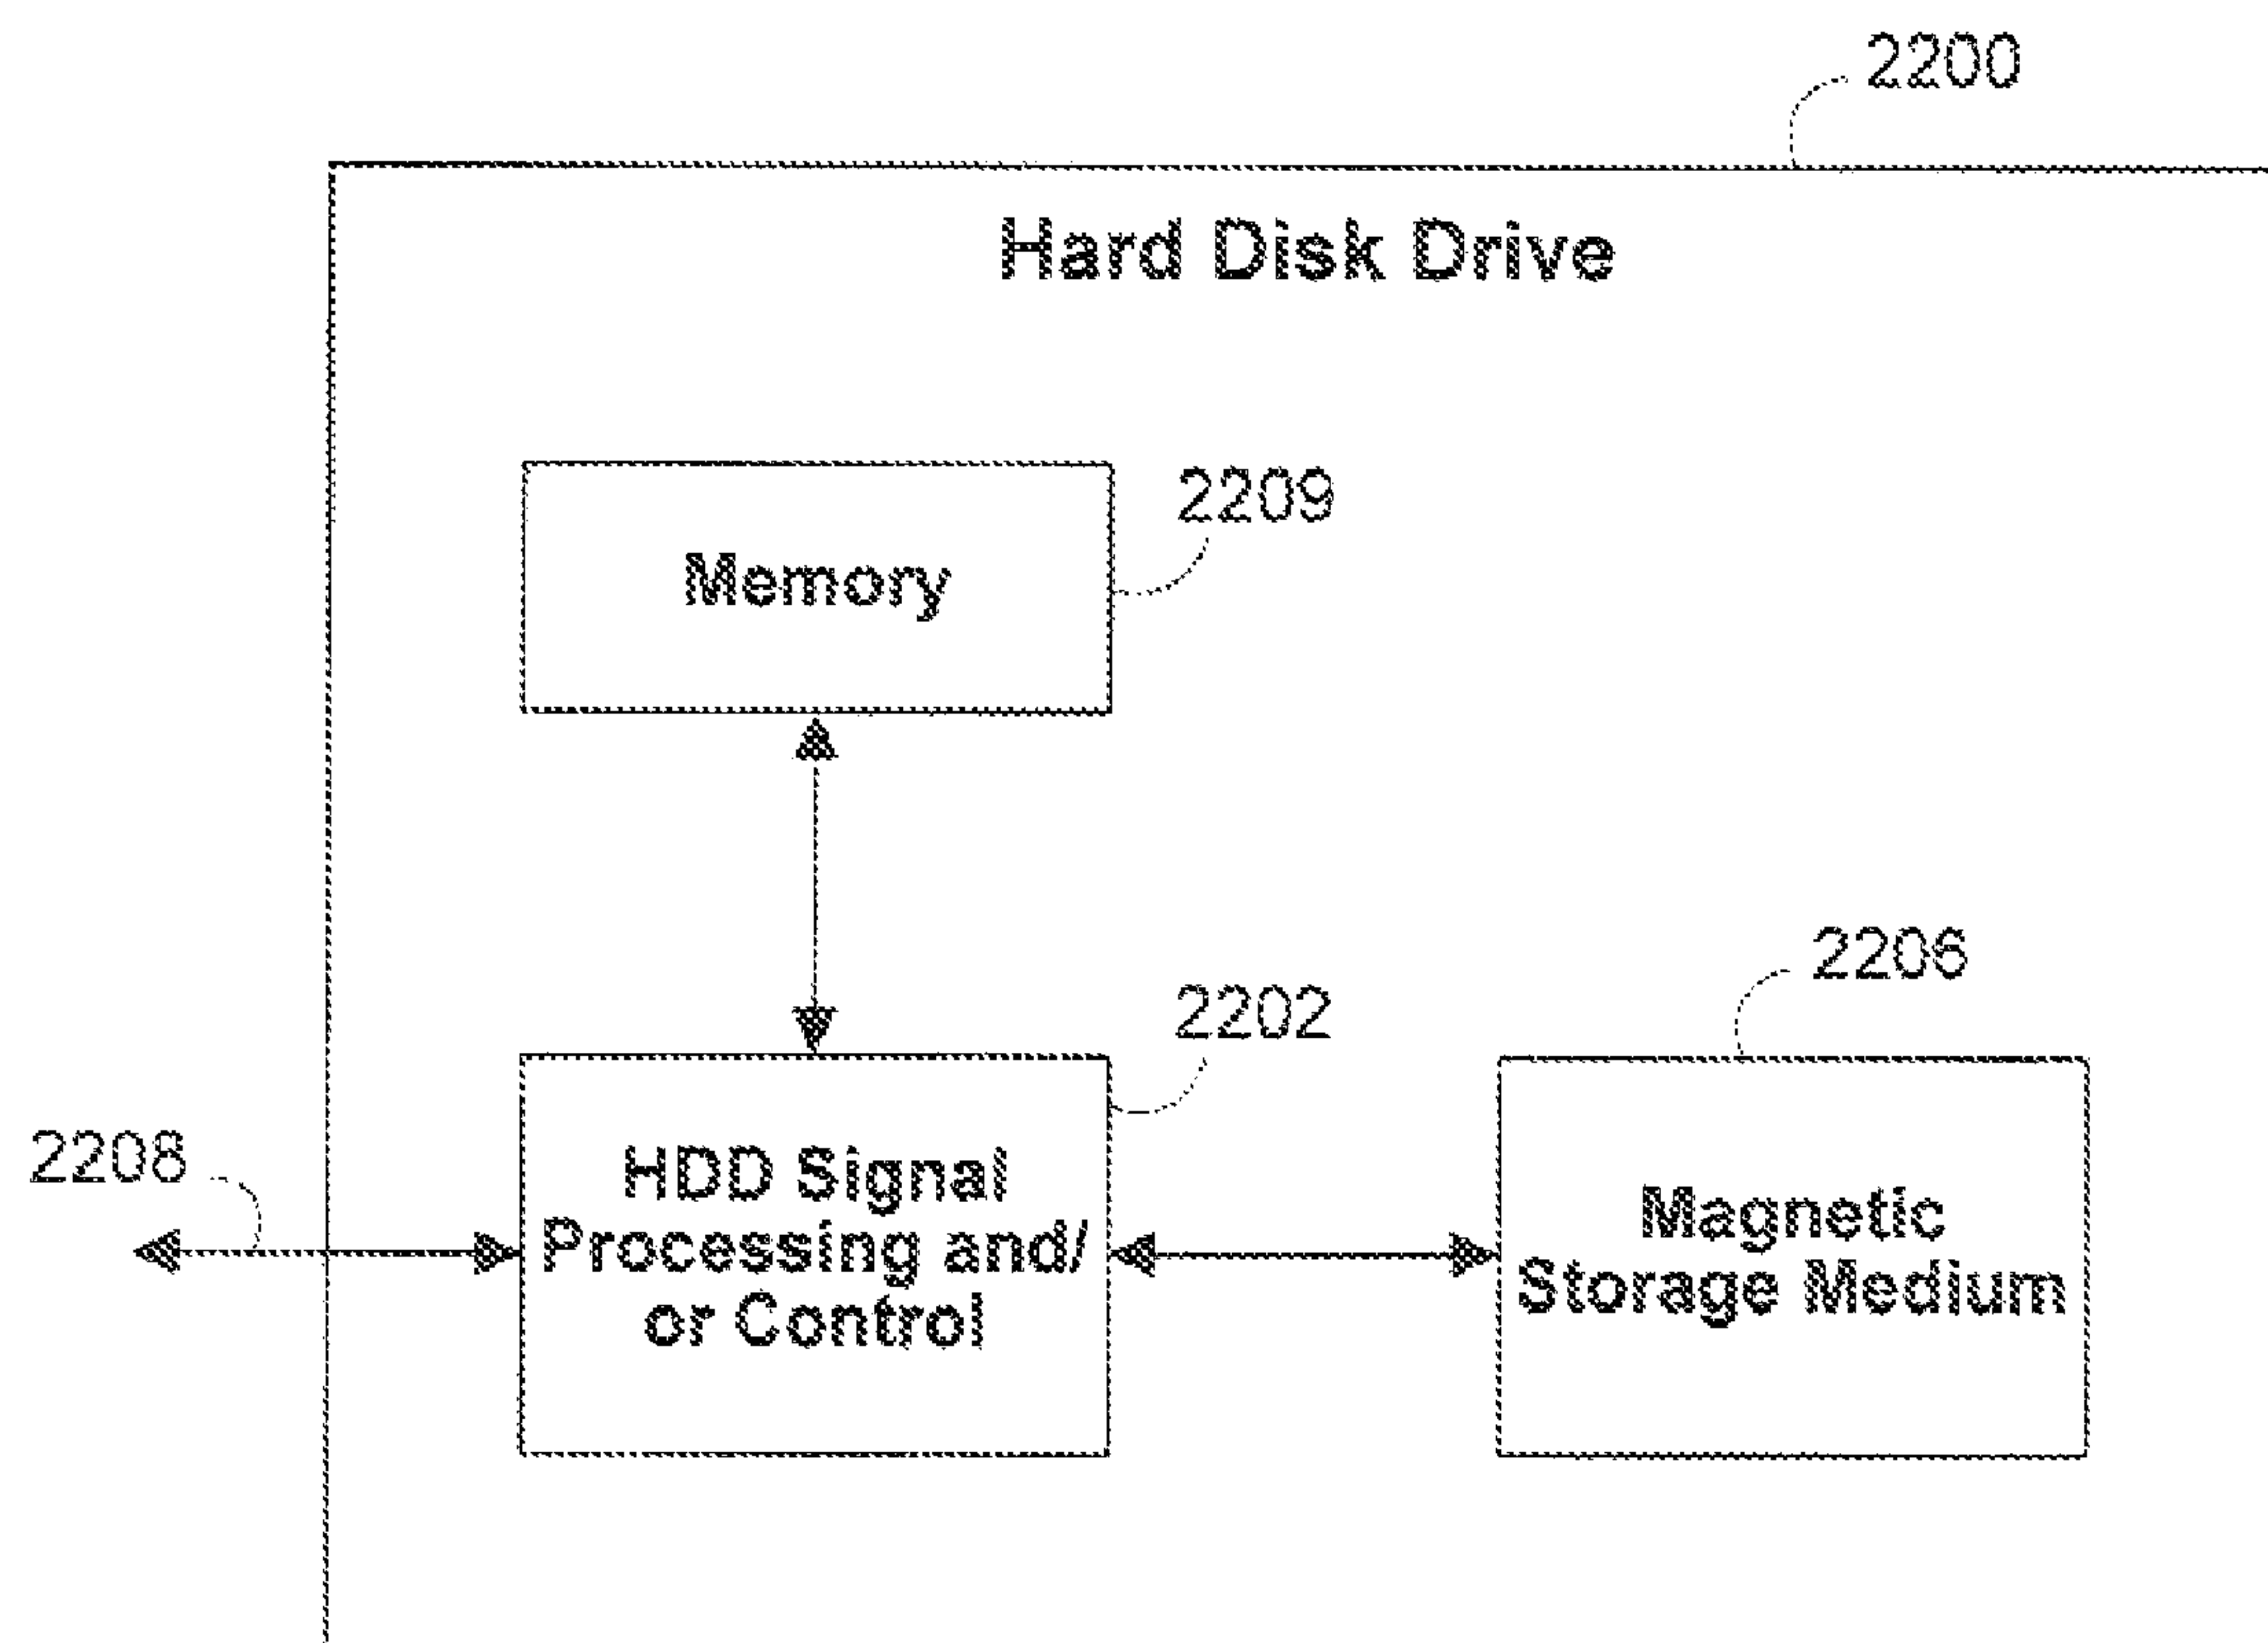 2200
Hard Disk Drive
2209
Memory
2206
2202
2208
HDD Signal
Processing and/
or Control
Magnetic
Storage Medium